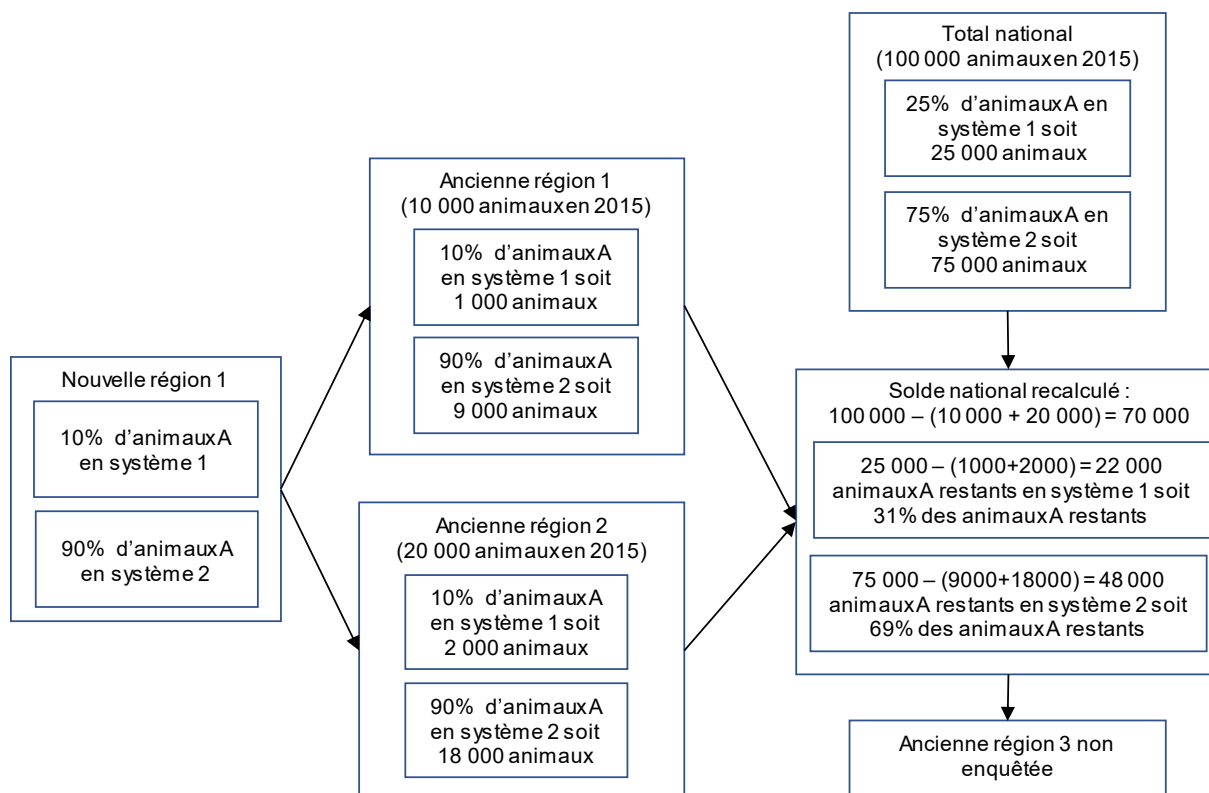 Nouvelle région 1
10% d'animauxA
en système 1
90% d'animauxA
en système 2
Ancienne région 1
(10 000 animauxen 2015)
10% d'animauxA
en système 1 soit
1 000 animaux
90% d'animauxA
en système 2 soit
9 000 animaux
Ancienne région 2
(20 000 animauxen 2015)
10% d'animauxA
en système 1 soit
2 000 animaux
90% d'animauxA
en système 2 soit
18 000 animaux
Total national
(100 000 animauxen 2015)
25% d'animauxA en
système 1 soit
25 000 animaux
75% d'animauxA en
système 2 soit
75 000 animaux
Solde national recalculé :
100 000 – (10 000 + 20 000) = 70 000
25 000 – (1000+2000) = 22 000
animauxA restants en système 1 soit
31% des animauxA restants
75 000 – (9000+18000) = 48 000
animauxA restants en système 2 soit
69% des animauxA restants
Ancienne région 3 non
enquêtée